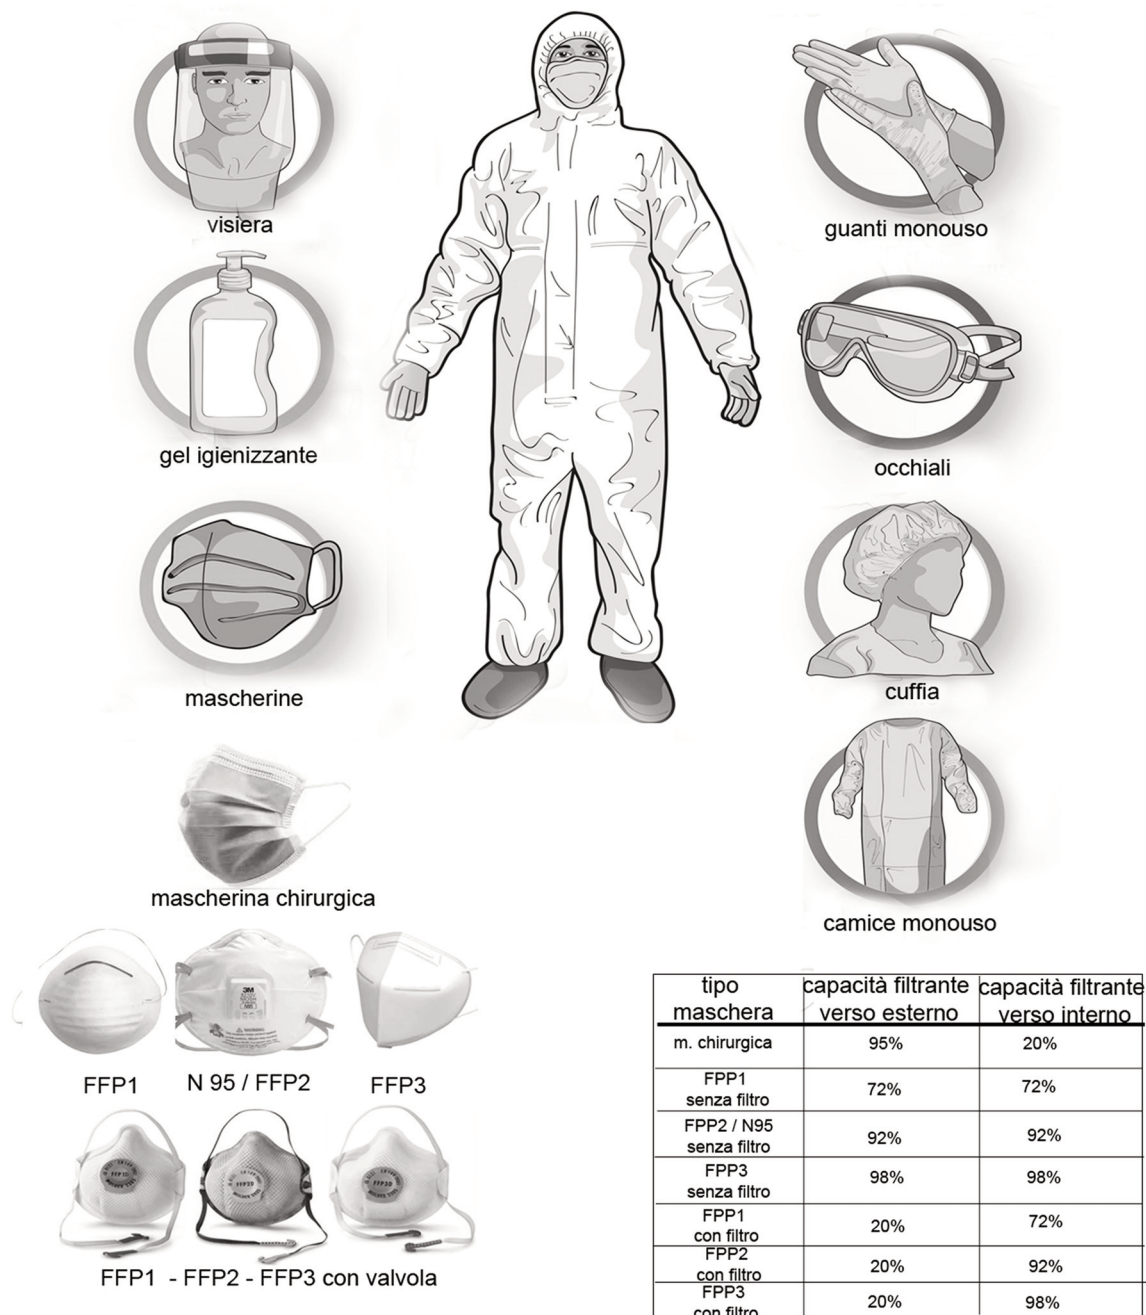 visiera
guanti monouso
gel igienizzante
occhiali
mascherine
cuffia
mascherina chirurgica
camice monouso
3M
WARNING
FFP1
N 95 / FFP2
FFP3
FFP1 - FFP2 - FFP3 con valvola
tipo maschera | capacità filtrante verso esterno | capacità filtrante verso interno
m. chirurgica 95% 20%
FPP1 senza filtro 72% 72%
FPP2 / N95 senza filtro 92% 92%
FPP3 senza filtro 98% 98%
FPP1 con filtro 20% 72%
FPP2 con filtro 20% 92%
FPP3 con filtro 20% 98%